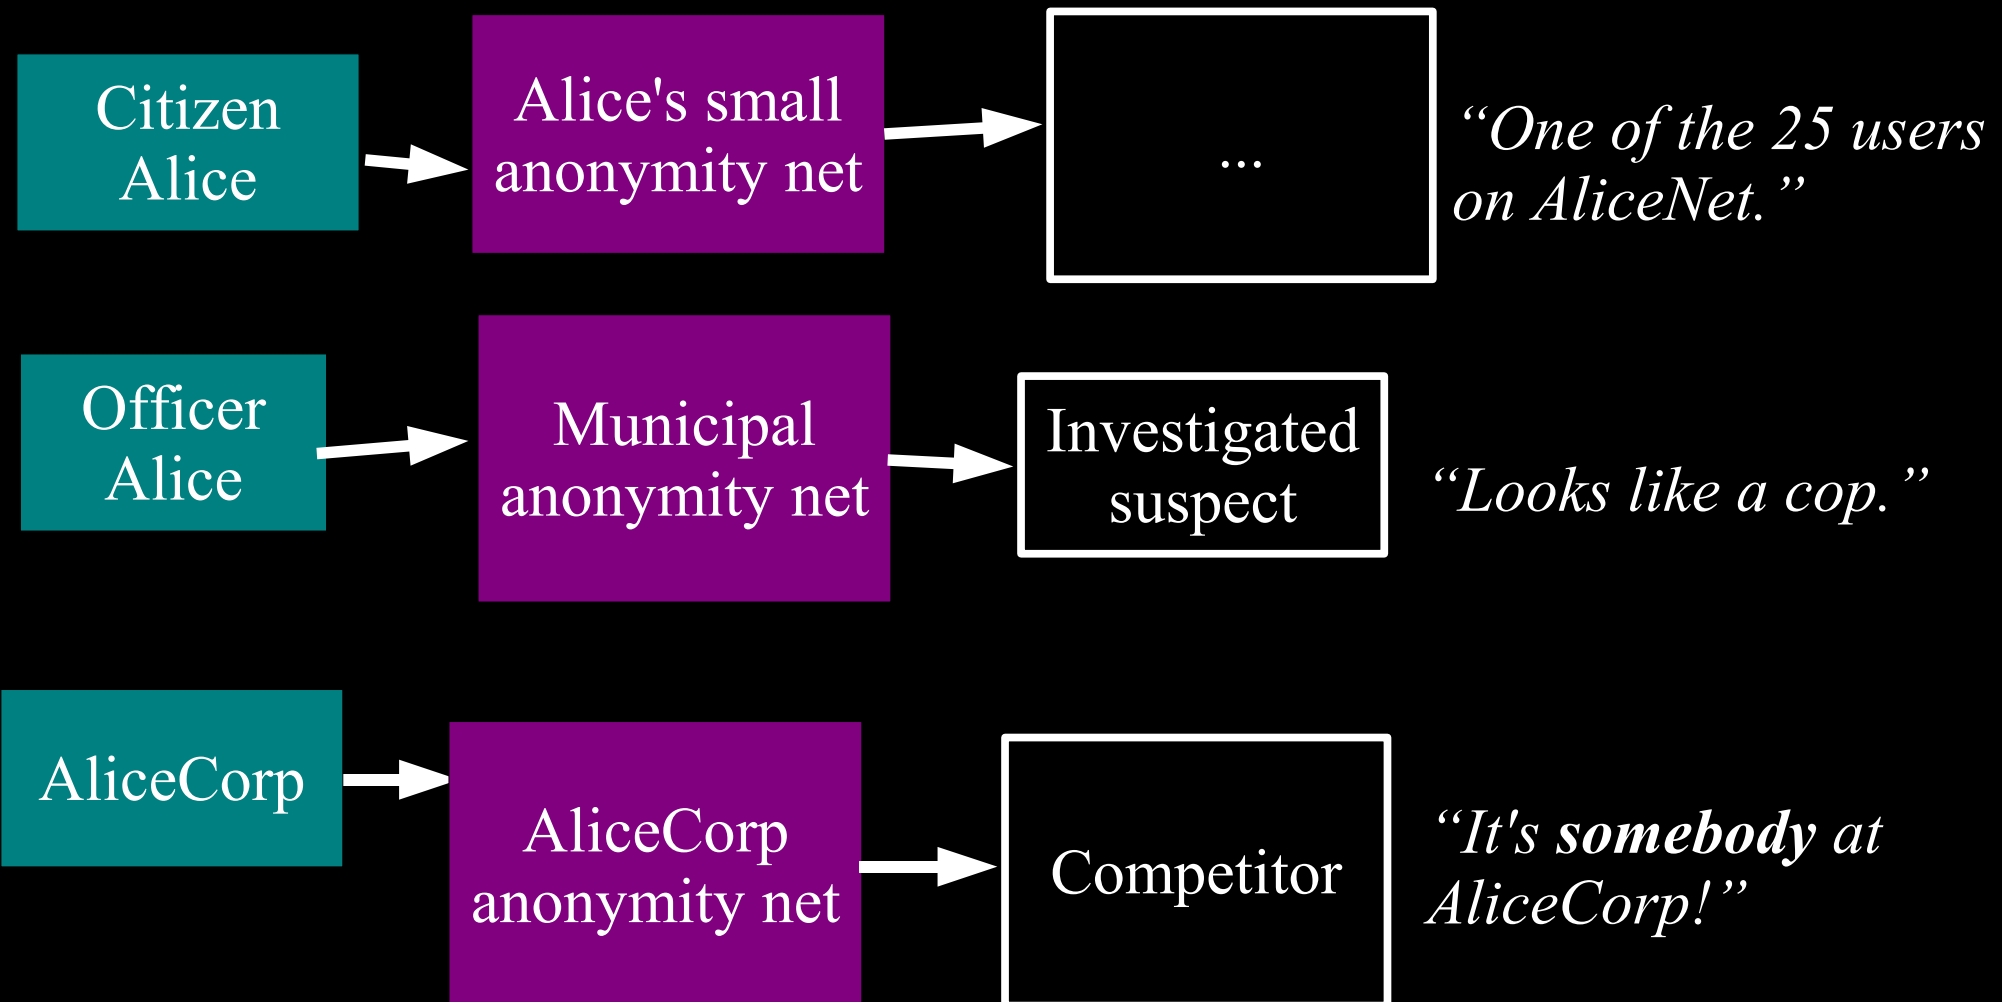 Citizen
Alice
Alice's small
anonymity net
...
“One of the 25 users
on AliceNet.”
Officer
Alice
Municipal
anonymity net
Investigated
suspect
“Looks like a cop.”
AliceCorp
AliceCorp
anonymity net
Competitor
“It's somebody at
AliceCorp!”